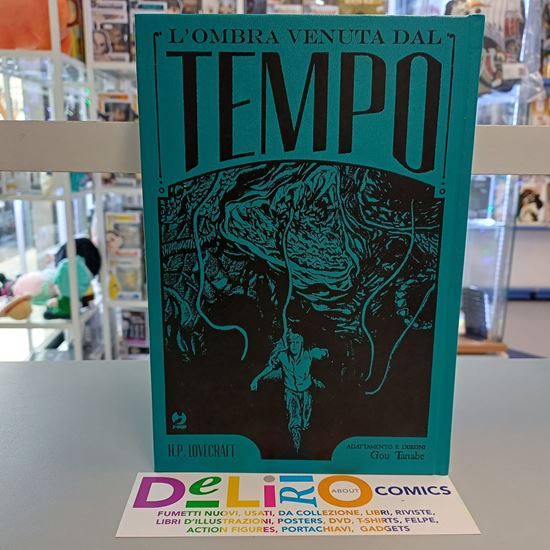 L'OMBRA VENUTA DAL
TEMPO
H.P. LOVECRAFT
ADATTAMENTO E DISEGNI
Gou Tanabe
DeLiRiO
ABOUT
COMICS
FUMETTI NUOVI, USATI, DA COLLEZIONE, LIBRI, RIVISTE,
LIBRI D'ILLUSTRAZIONI, POSTERS, DVD, T-SHIRTS, FELPE,
ACTION FIGURES, PORTACHIAVI, GADGETS